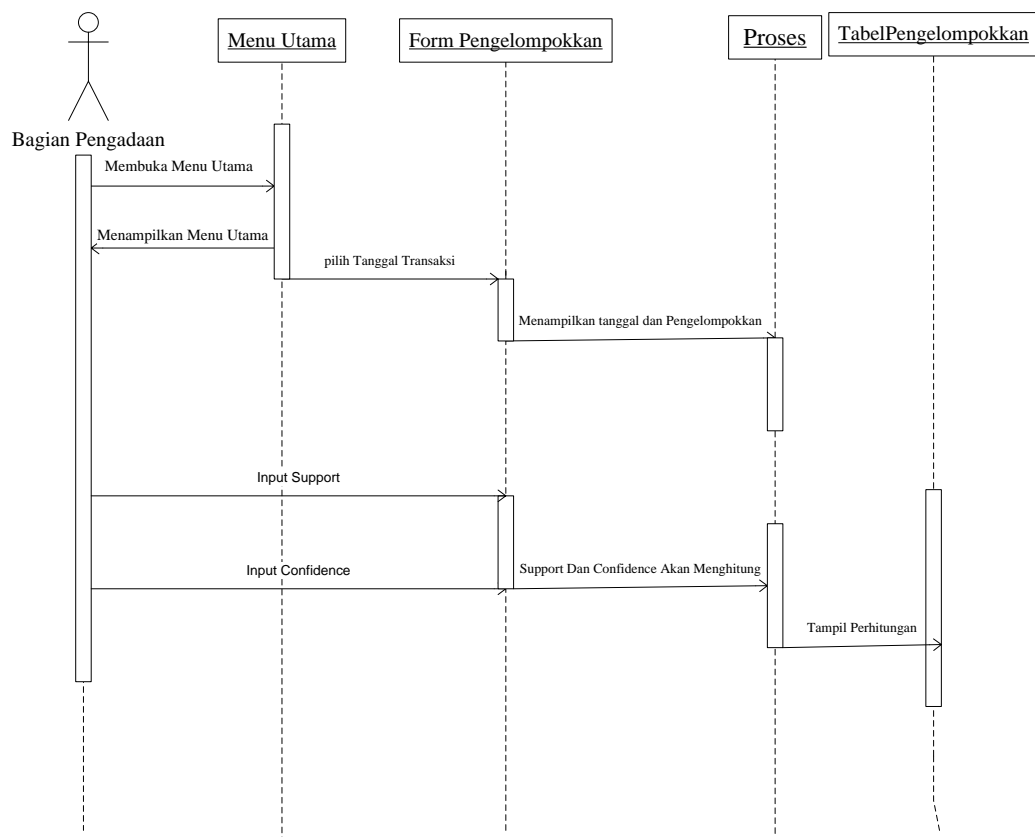 Menu Utama
Form Pengelompokkan
Proses
TabelPengelompokkan
Bagian Pengadaan
Membuka Menu Utama
Menampilkan Menu Utama
pilih Tanggal Transaksi
Menampilkan tanggal dan Pengelompokkan
Input Support
Input Confidence
Support Dan Confidence Akan Menghitung
Tampil Perhitungan